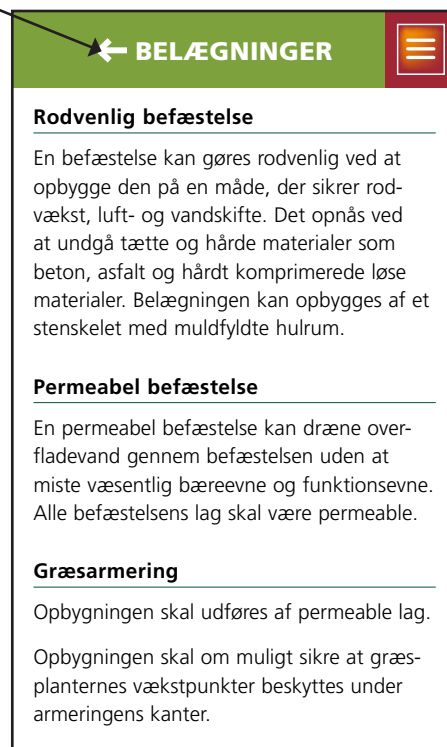 BELÆGNINGER
Rodvenlig befæstelse
En befæstelse kan gøres rodvenlig ved at
opbygge den på en måde, der sikrer rod-
vækst, luft- og vandskifte. Det opnås ved
at undgå tætte og hårde materialer som
beton, asfalt og hårdt komprimerede løse
materialer. Belægningen kan opbygges af et
stenskelet med muldfyldte hulrum.
Permeabel befæstelse
En permeabel befæstelse kan dræne over-
fladevand gennem befæstelsen uden at
miste væsentlig bæreevne og funktionsevne.
Alle befæstelsens lag skal være permeable.
Græsarmering
Opbygningen skal udføres af permeable lag.
Opbygningen skal om muligt sikre at græs-
planternes vækstpunkter beskyttes under
armeringens kanter.